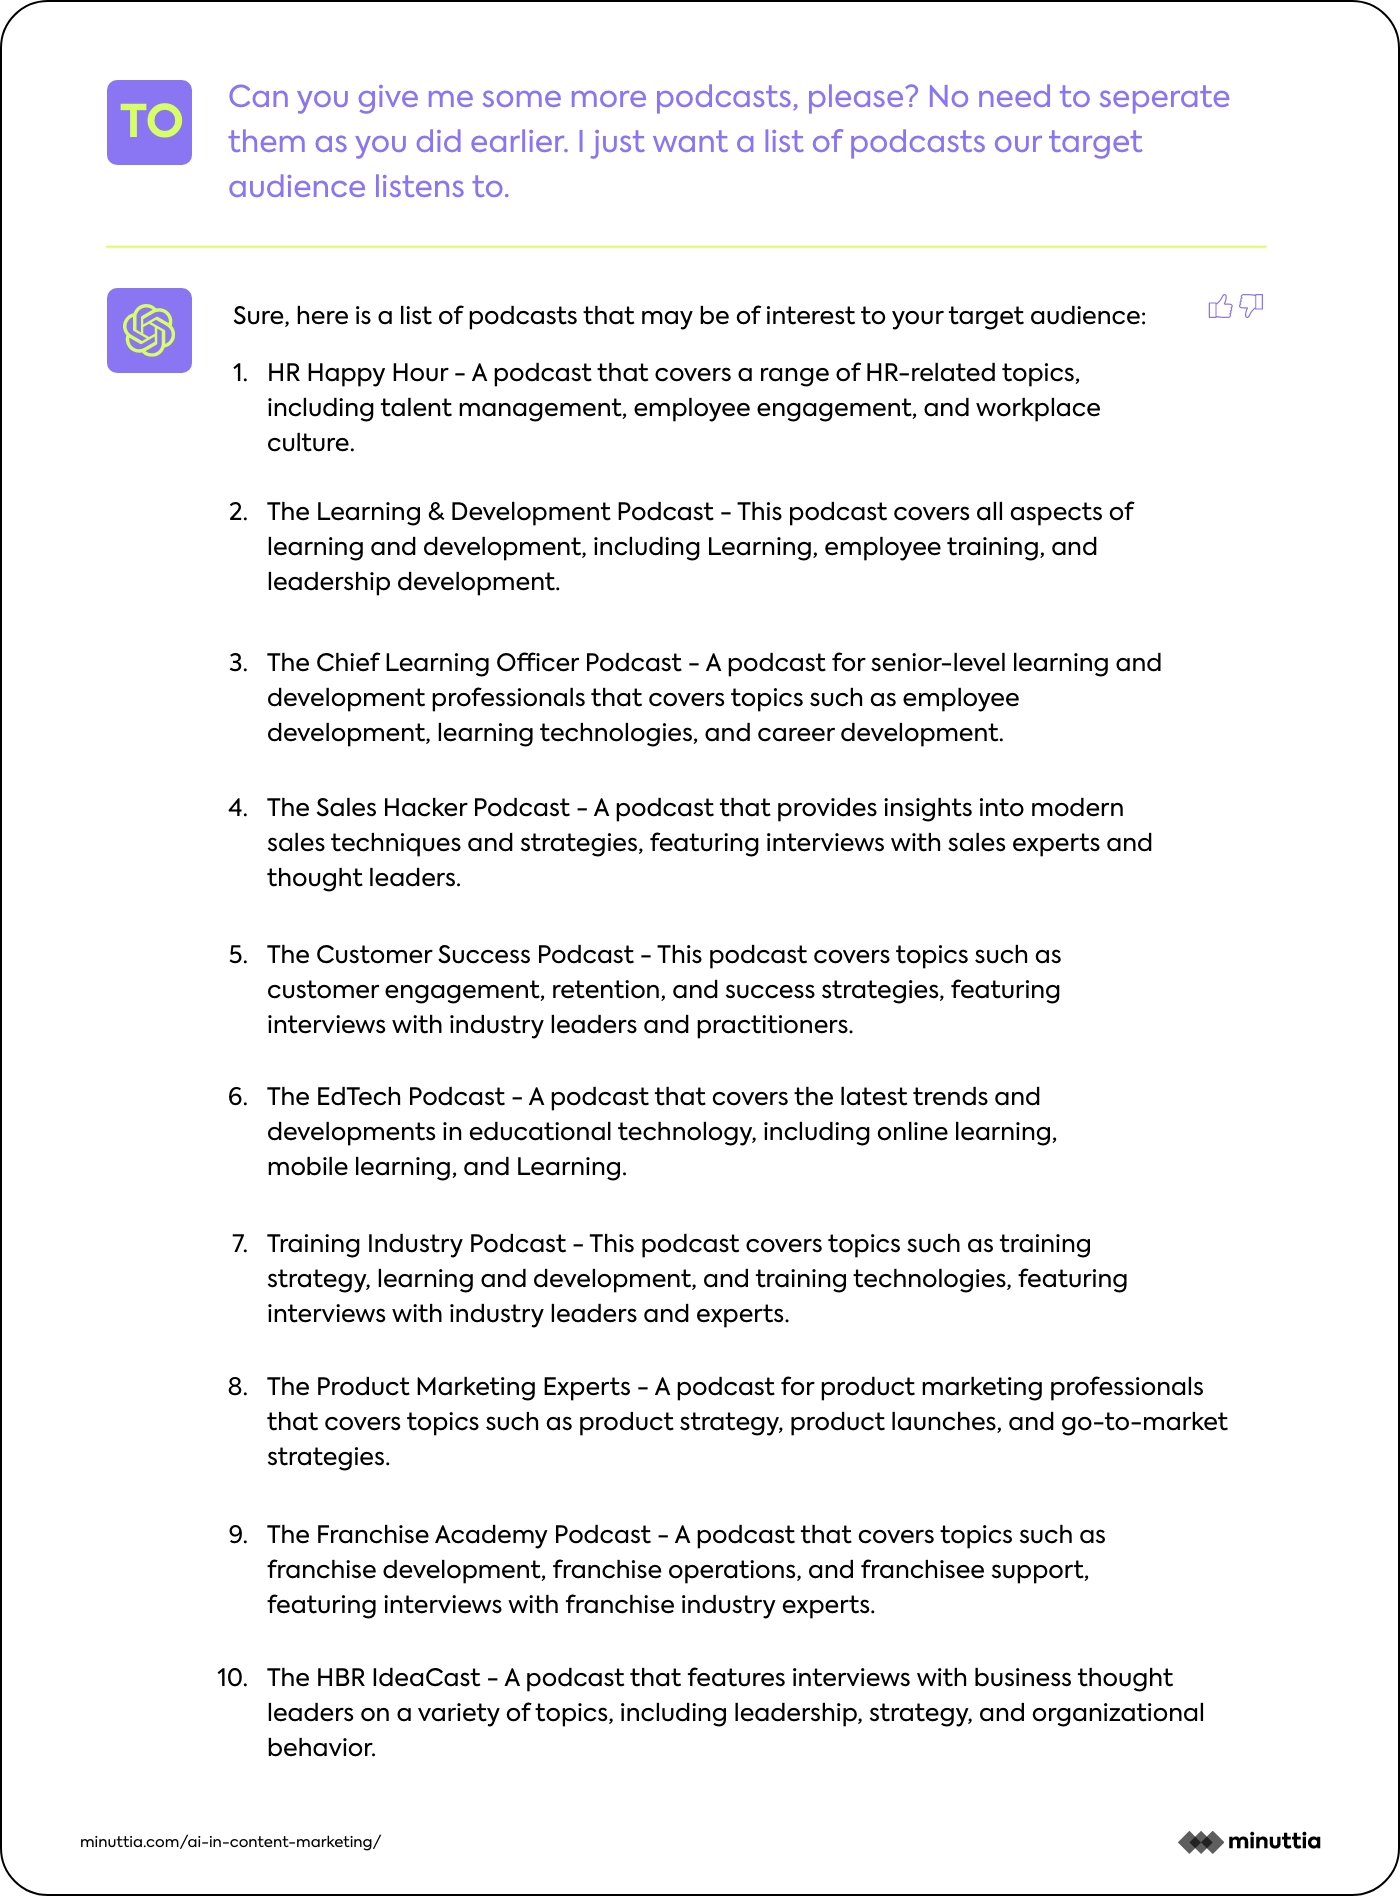 TO
Can you give me some more podcasts, please? No need to seperate
them as you did earlier. I just want a list of podcasts our target
audience listens to.
Sure, here is a list of podcasts that may be of interest to your target audience:
1. HR Happy Hour - A podcast that covers a range of HR-related topics,
including talent management, employee engagement, and workplace
culture.
2. The Learning & Development Podcast - This podcast covers all aspects of
learning and development, including Learning, employee training, and
leadership development.
3. The Chief Learning Officer Podcast - A podcast for senior-level learning and
development professionals that covers topics such as employee
development, learning technologies, and career development.
4. The Sales Hacker Podcast - A podcast that provides insights into modern
sales techniques and strategies, featuring interviews with sales experts and
thought leaders.
5. The Customer Success Podcast - This podcast covers topics such as
customer engagement, retention, and success strategies, featuring
interviews with industry leaders and practitioners.
6. The EdTech Podcast - A podcast that covers the latest trends and
developments in educational technology, including online learning,
mobile learning, and Learning.
7. Training Industry Podcast - This podcast covers topics such as training
strategy, learning and development, and training technologies, featuring
interviews with industry leaders and experts.
8. The Product Marketing Experts - A podcast for product marketing professionals
that covers topics such as product strategy, product launches, and go-to-market
strategies.
9. The Franchise Academy Podcast - A podcast that covers topics such as
franchise development, franchise operations, and franchisee support,
featuring interviews with franchise industry experts.
10. The HBR IdeaCast - A podcast that features interviews with business thought
leaders on a variety of topics, including leadership, strategy, and organizational
behavior.
minuttia.com/ai-in-content-marketing/
minuttia